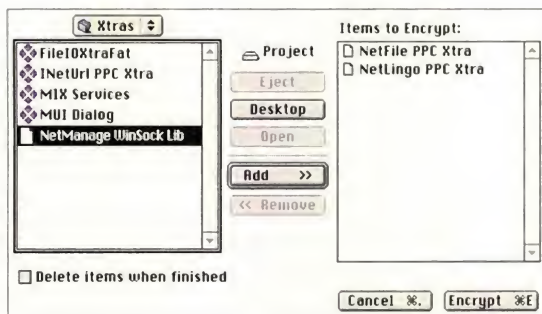 Xtras
FileIOXtraFat
INetUrl PPC Xtra
MIX Services
MUI Dialog
NetManage WinSock Lib
Delete items when finished
Project
Eject
Desktop
Open
Add >>
<< Remove
Items to Encrypt:
NetFile PPC Xtra
NetLingo PPC Xtra
Cancel ⌘.
Encrypt ⌘E